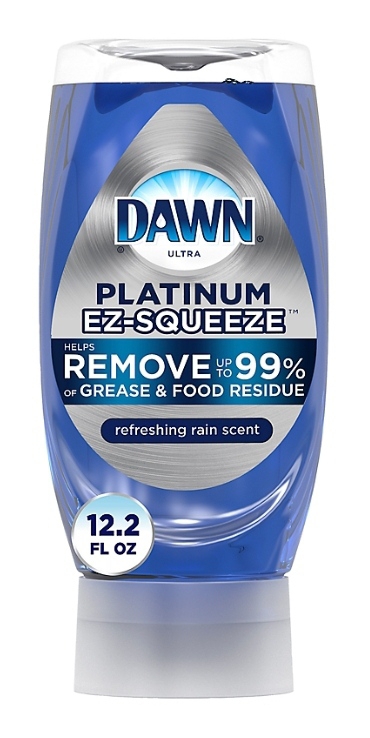 DAWN®
©
ULTRA
PLATINUM
EZ-SQUEEZE™
HELPS
REMOVE UP TO 99%
OF GREASE & FOOD RESIDUE
refreshing rain scent
12.2
FL OZ